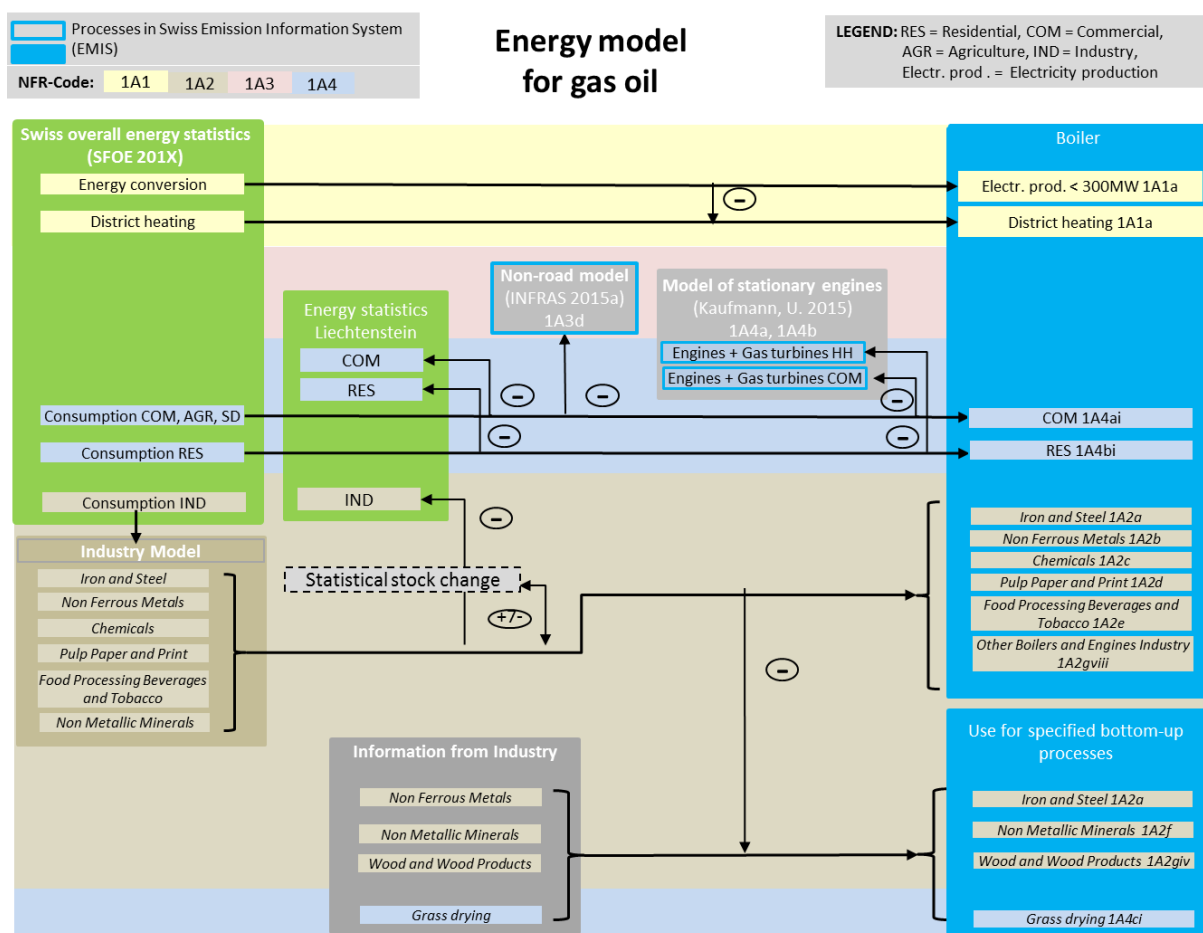 Processes in Swiss Emission Information System
(EMIS)
NFR-Code: 1A1 1A2 1A3 1A4
Energy model
for gas oil
LEGEND: RES = Residential, COM = Commercial,
AGR = Agriculture, IND = Industry,
Electr. prod . = Electricity production
Swiss overall energy statistics
(SFOE 201X)
Energy conversion
District heating
Consumption COM, AGR, SD
Consumption RES
Consumption IND
Energy statistics
Liechtenstein
COM
RES
IND
Non-road model
(INFRAS 2015a)
1A3d
Model of stationary engines
(Kaufmann, U. 2015)
1A4a, 1A4b
Engines + Gas turbines HH
Engines + Gas turbines COM
−
−
−
−
−
−
−
−
Boiler
Electr. prod. < 300MW 1A1a
District heating 1A1a
COM 1A4ai
RES 1A4bi
Iron and Steel 1A2a
Non Ferrous Metals 1A2b
Chemicals 1A2c
Pulp Paper and Print 1A2d
Food Processing Beverages and
Tobacco 1A2e
Other Boilers and Engines Industry
1A2gviii
Industry Model
Iron and Steel
Non Ferrous Metals
Chemicals
Pulp Paper and Print
Food Processing Beverages
and Tobacco
Non Metallic Minerals
Statistical stock change
+7-
−
Information from Industry
Non Ferrous Metals
Non Metallic Minerals
Wood and Wood Products
Grass drying
Use for specified bottom-up
processes
Iron and Steel 1A2a
Non Metallic Minerals 1A2f
Wood and Wood Products 1A2giv
Grass drying 1A4ci